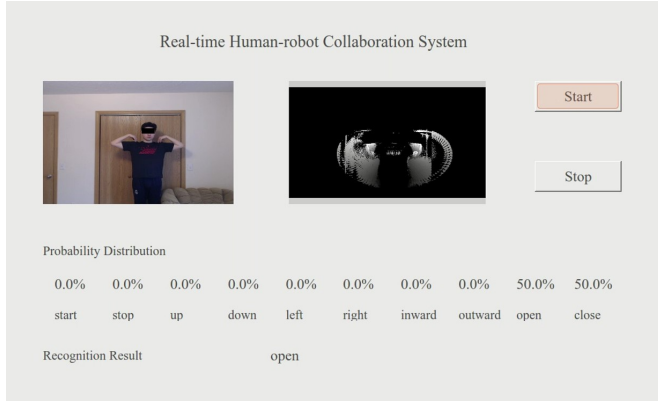 Real-time Human-robot Collaboration System
Start
Stop
Probability Distribution
0.0% 0.0% 0.0% 0.0% 0.0% 0.0% 0.0% 0.0% 50.0% 50.0%
start stop up down left right inward outward open close
Recognition Result open